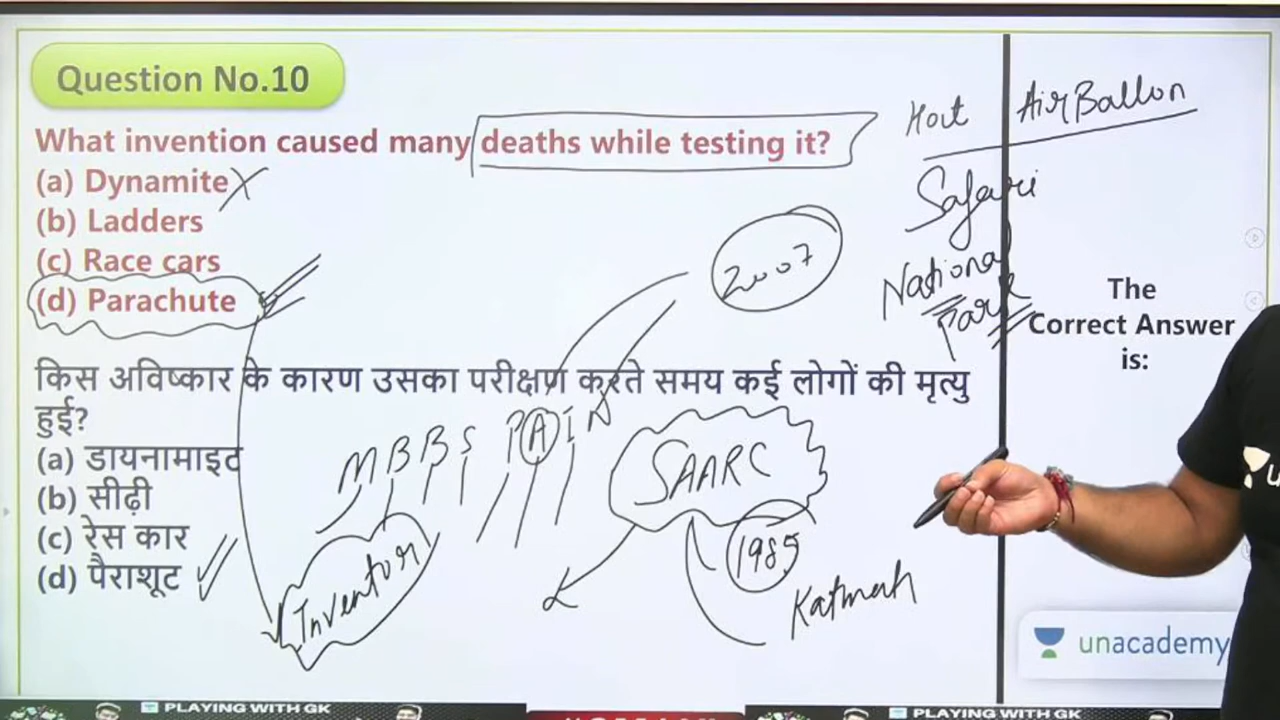 Question No.10
What invention caused many deaths while testing it?
(a) Dynamite
(b) Ladders
(c) Race cars
(d) Parachute
किस अविष्कार के कारण उसका परीक्षण करते समय कई लोगों की मृत्यु
हुई?
(a) डायनामाइट
(b) सीढ़ी
(c) रेस कार
(d) पैराशूट
Hort Air Ballon
Safari
National
Park
2007
MBBS PAIN
SAARC
1985
Inventor
The
Correct Answer
is:
unacademy
PLAYING WITH GK
PLAYING WITH GK